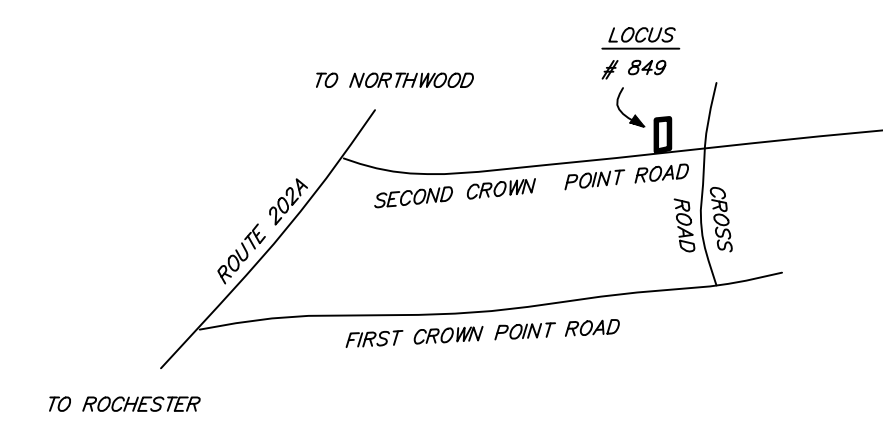 LOCUS
# 849
TO NORTHWOOD
SECOND CROWN POINT ROAD
ROUTE 202A
CROSS
ROAD
FIRST CROWN POINT ROAD
TO ROCHESTER